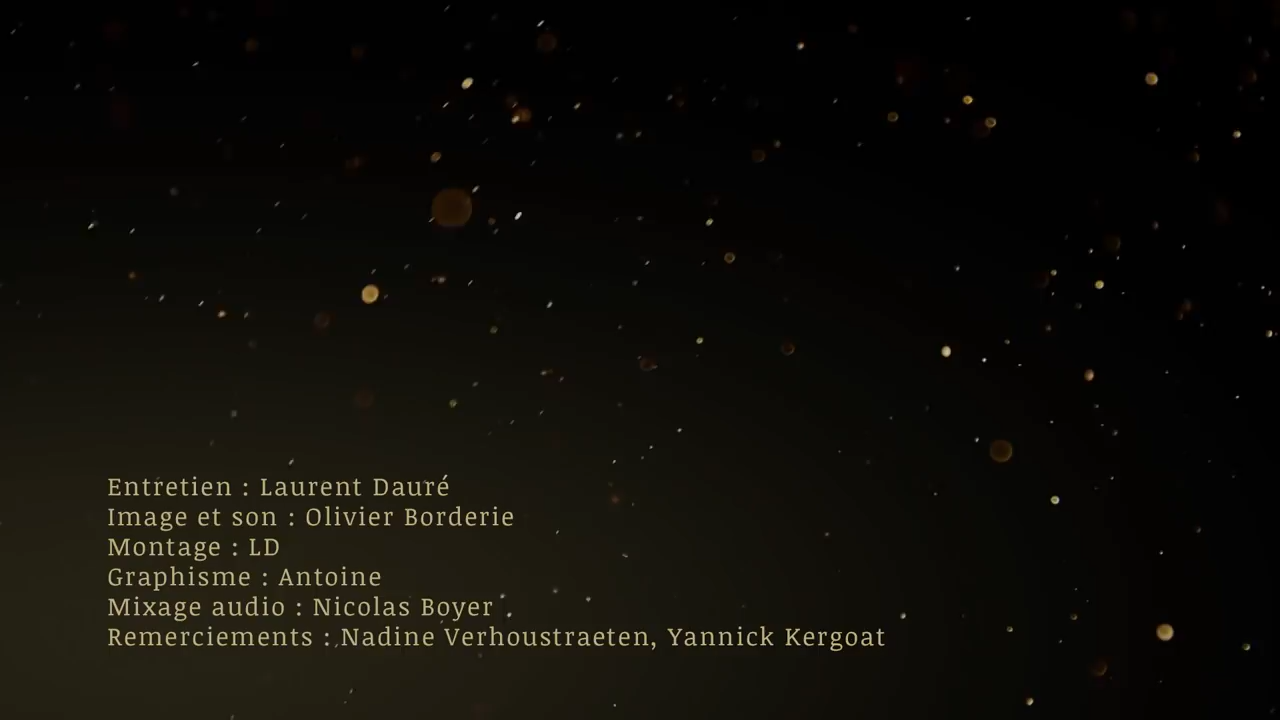 Entretien : Laurent Dauré
Image et son : Olivier Borderie
Montage : LD
Graphisme : Antoine
Mixage audio : Nicolas Boyer
Remerciements : Nadine Verhoustraeten, Yannick Kergoat